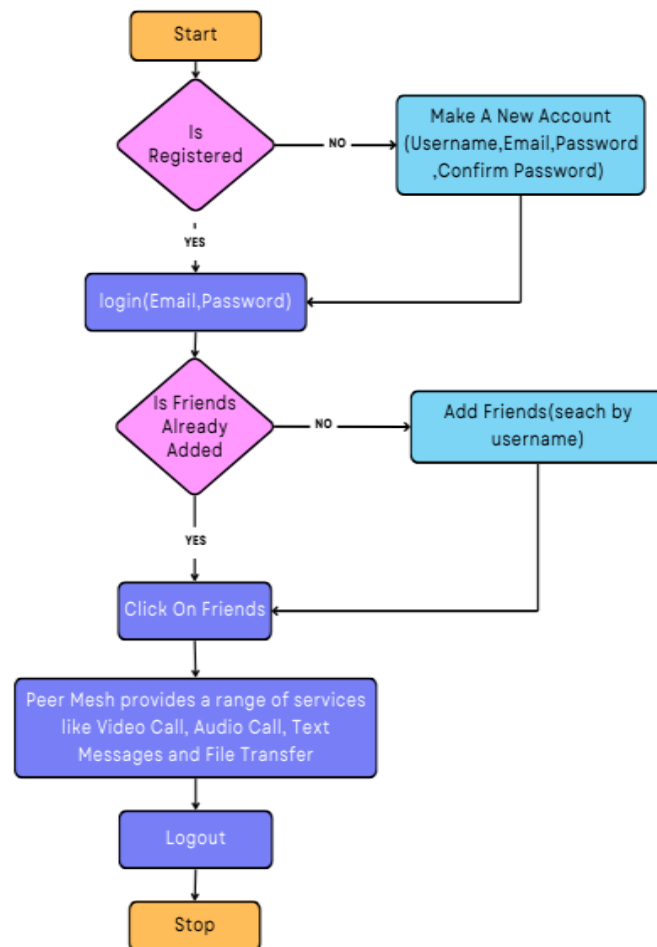 Start
Is
Registered
NO
Make A New Account
(Username,Email,Password
,Confirm Password)
YES
login(Email,Password)
Is Friends
Already
Added
NO
Add Friends(seach by
username)
YES
Click On Friends
Peer Mesh provides a range of services
like Video Call, Audio Call, Text
Messages and File Transfer
Logout
Stop